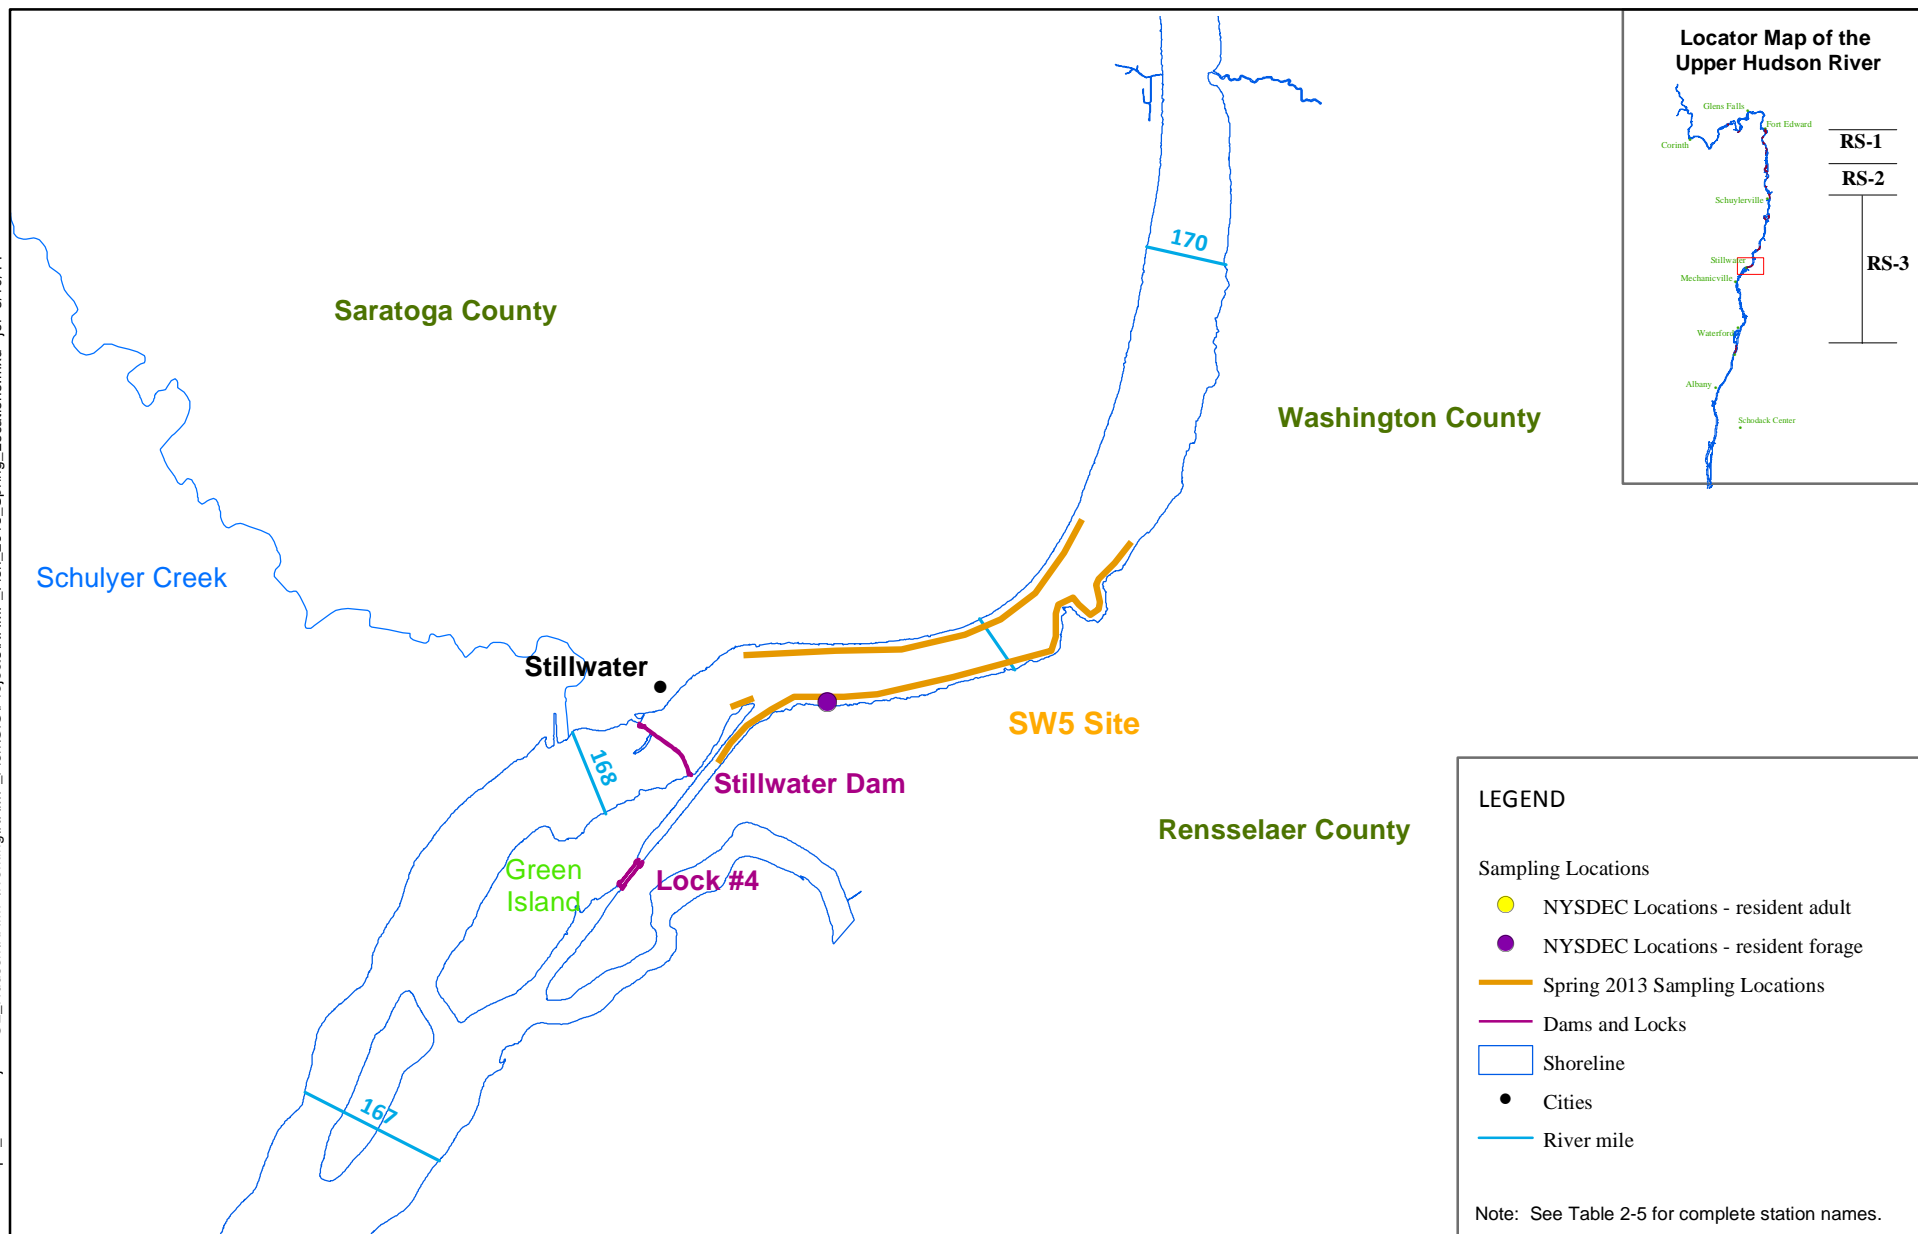 Locator Map of the
Upper Hudson River
Glens Falls
Fort Edward
Corinth
RS-1
RS-2
Schuylerville
Stillwater
RS-3
Mechanicville
Waterford
Albany
Schodack Center
170
Saratoga County
Washington County
Schulyer Creek
Stillwater
SW5 Site
168
Stillwater Dam
Rensselaer County
Green
Island
Lock #4
167
LEGEND
Sampling Locations
NYSDEC Locations - resident adult
NYSDEC Locations - resident forage
Spring 2013 Sampling Locations
Dams and Locks
Shoreline
Cities
River mile
Note: See Table 2-5 for complete station names.